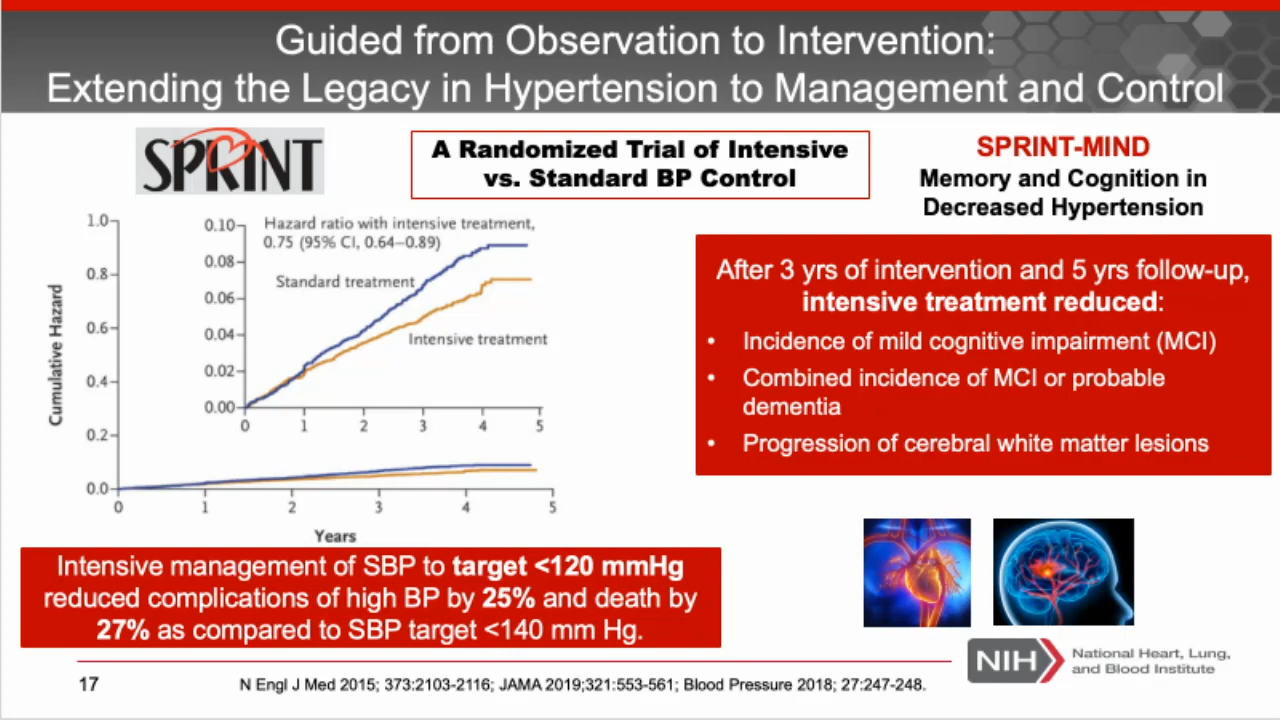 Guided from Observation to Intervention:
Extending the Legacy in Hypertension to Management and Control
SPRINT
A Randomized Trial of Intensive
vs. Standard BP Control
SPRINT-MIND
Memory and Cognition in
Decreased Hypertension
Cumulative Hazard
1.0
0.8
0.6
0.4
0.2
0.0
0 1 2 3 4 5
Years
0.10
0.08
0.06
0.04
0.02
0.00
0 1 2 3 4 5
Hazard ratio with intensive treatment,
0.75 (95% CI, 0.64–0.89)
Standard treatment
Intensive treatment
After 3 yrs of intervention and 5 yrs follow-up,
intensive treatment reduced:
• Incidence of mild cognitive impairment (MCI)
• Combined incidence of MCI or probable
dementia
• Progression of cerebral white matter lesions
Intensive management of SBP to target <120 mmHg
reduced complications of high BP by 25% and death by
27% as compared to SBP target <140 mm Hg.
NIH
National Heart, Lung,
and Blood Institute
17
N Engl J Med 2015; 373:2103-2116; JAMA 2019;321:553-561; Blood Pressure 2018; 27:247-248.